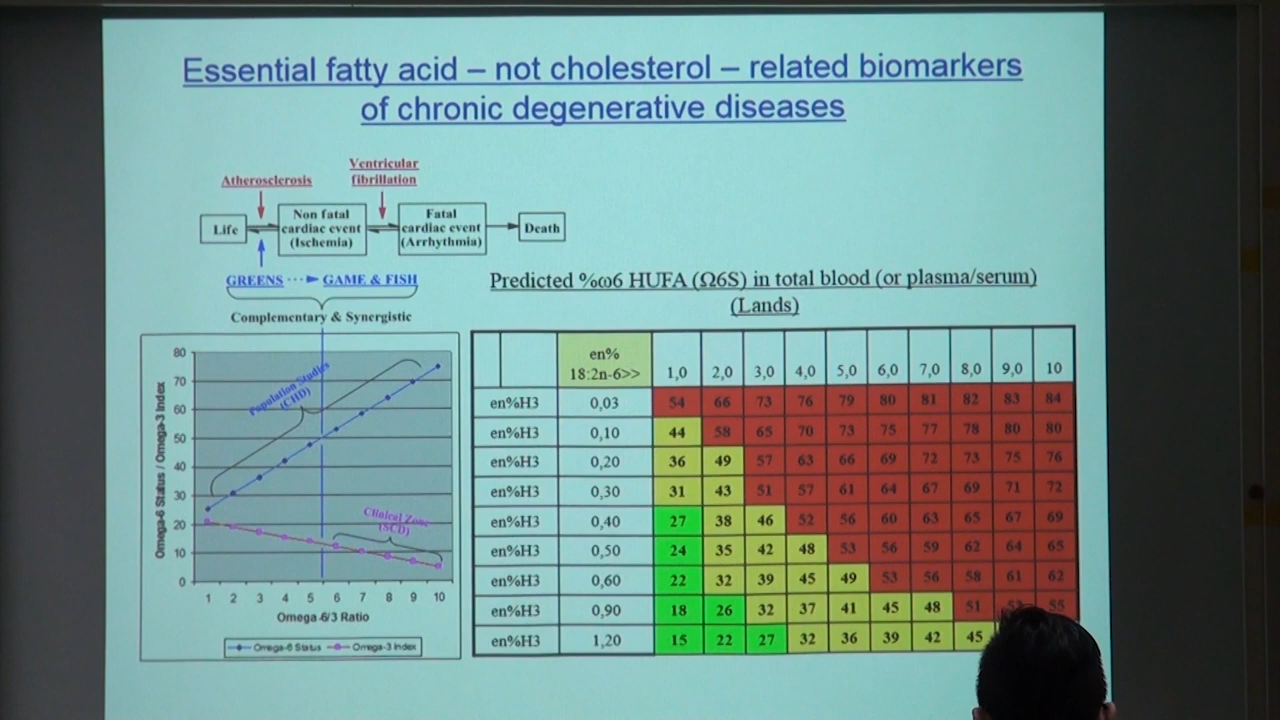 Essential fatty acid – not cholesterol – related biomarkers
of chronic degenerative diseases
Ventricular
fibrillation
Atherosclerosis
Life
Non fatal
cardiac event
(Ischemia)
Fatal
cardiac event
(Arrhythmia)
Death
GREENS GAME & FISH
Complementary & Synergistic
Predicted %ω6 HUFA (Ω6S) in total blood (or plasma/serum)
(Lands)
Omega-6 Status / Omega-3 Index
80
70
60
50
40
30
20
10
0
Population Studies
(CHD)
Clinical Zone
(SCD)
1 2 3 4 5 6 7 8 9 10
Omega-6/3 Ratio
Omega-6 Status Omega-3 Index
en%
18:2n-6>> 1,0 2,0 3,0 4,0 5,0 6,0 7,0 8,0 9,0 10
en%H3 0,03 54 66 73 76 79 80 81 82 83 84
en%H3 0,10 44 58 65 70 73 75 77 78 80 80
en%H3 0,20 36 49 57 63 66 69 72 73 75 76
en%H3 0,30 31 43 51 57 61 64 67 69 71 72
en%H3 0,40 27 38 46 52 56 60 63 65 67 69
en%H3 0,50 24 35 42 48 53 56 59 62 64 65
en%H3 0,60 22 32 39 45 49 53 56 58 61 62
en%H3 0,90 18 26 32 37 41 45 48 51 55
en%H3 1,20 15 22 27 32 36 39 42 45